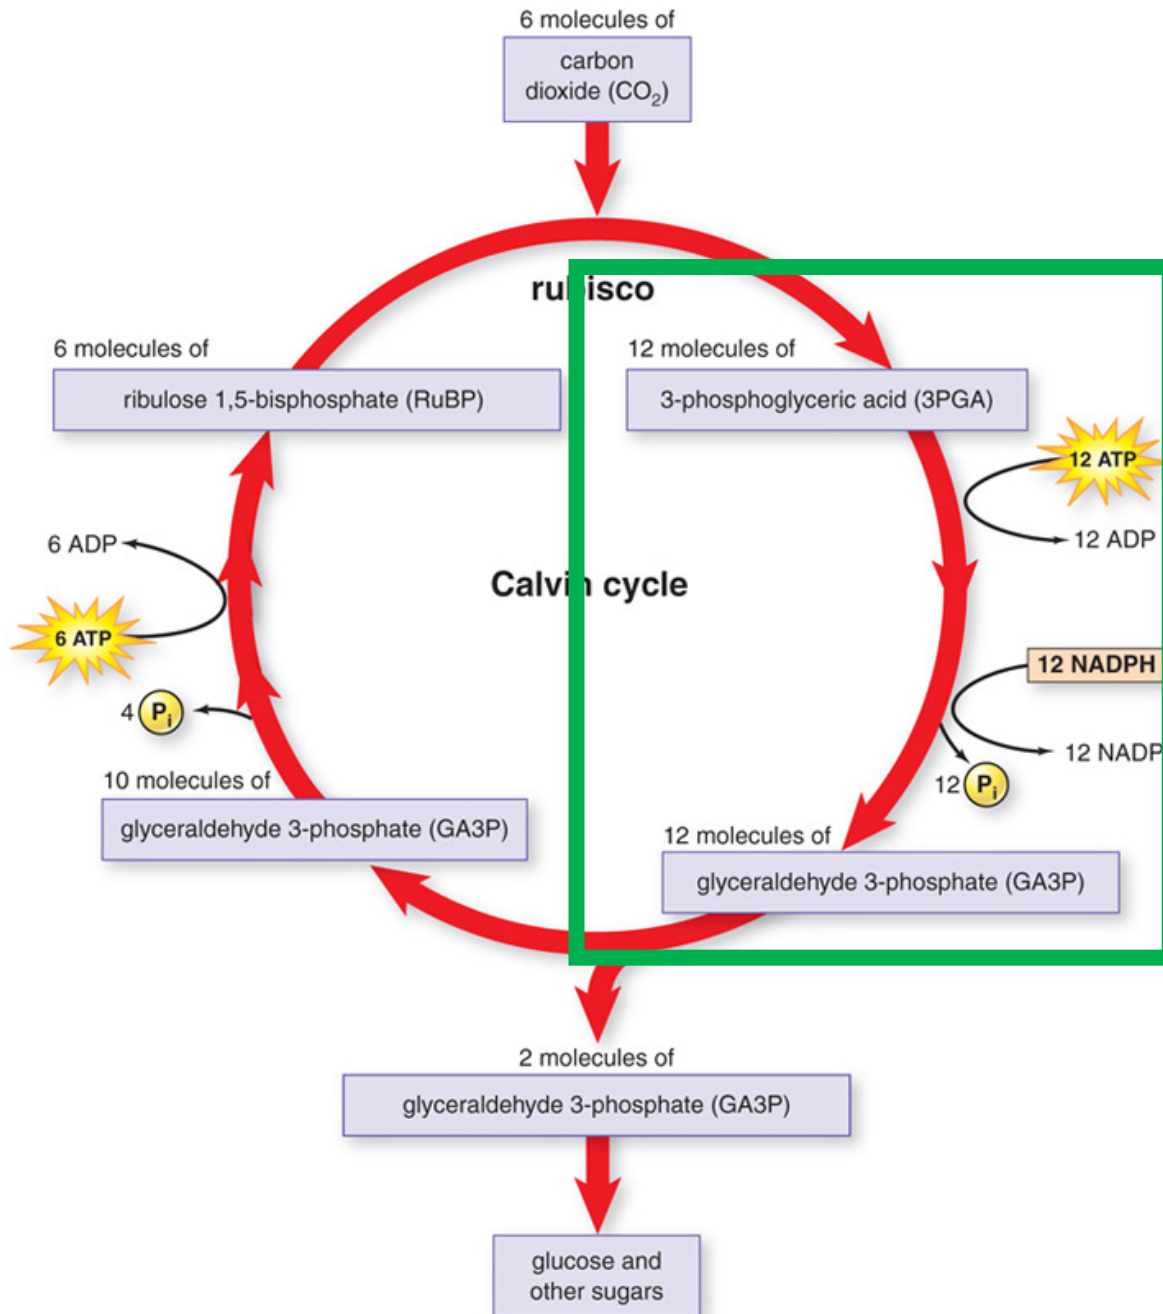 6 molecules of
carbon
dioxide (CO₂)
rubisco
6 molecules of
ribulose 1,5-bisphosphate (RuBP)
12 molecules of
3-phosphoglyceric acid (3PGA)
12 ATP
12 ADP
6 ADP
6 ATP
Calvin cycle
12 NADPH
12 NADP
12 Pᵢ
4 Pᵢ
10 molecules of
glyceraldehyde 3-phosphate (GA3P)
12 molecules of
glyceraldehyde 3-phosphate (GA3P)
2 molecules of
glyceraldehyde 3-phosphate (GA3P)
glucose and
other sugars